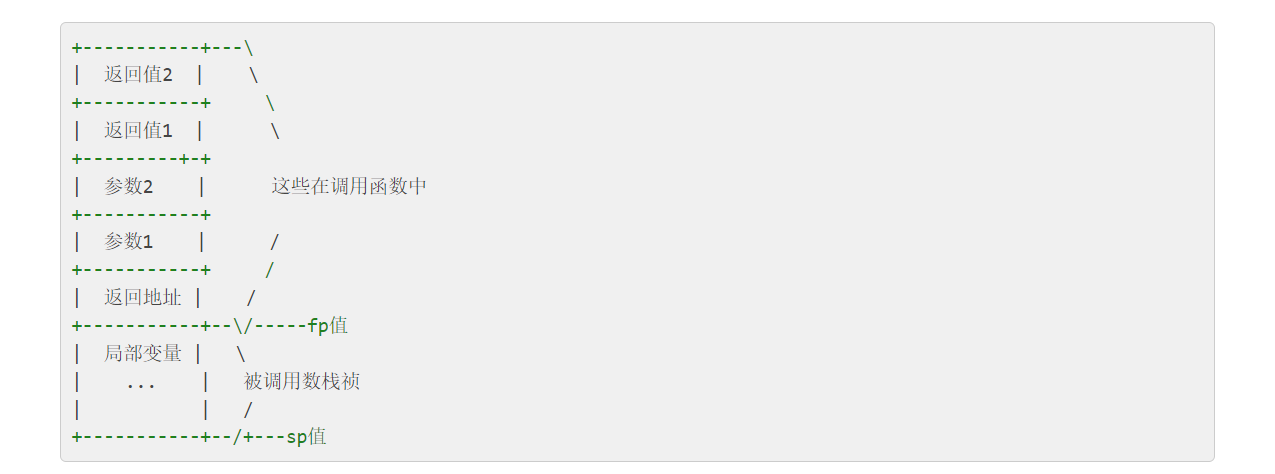 +-----------+---\
|  返回值2  |    \
+-----------+     \
|  返回值1  |      \
+---------+-+
|  参数2    |      这些在调用函数中
+-----------+
|  参数1    |      /
+-----------+     /
|  返回地址 |    /
+-----------+--\/-----fp值
|  局部变量 |   \
|    ...    |   被调用数栈祯
|           |   /
+-----------+--/+---sp值